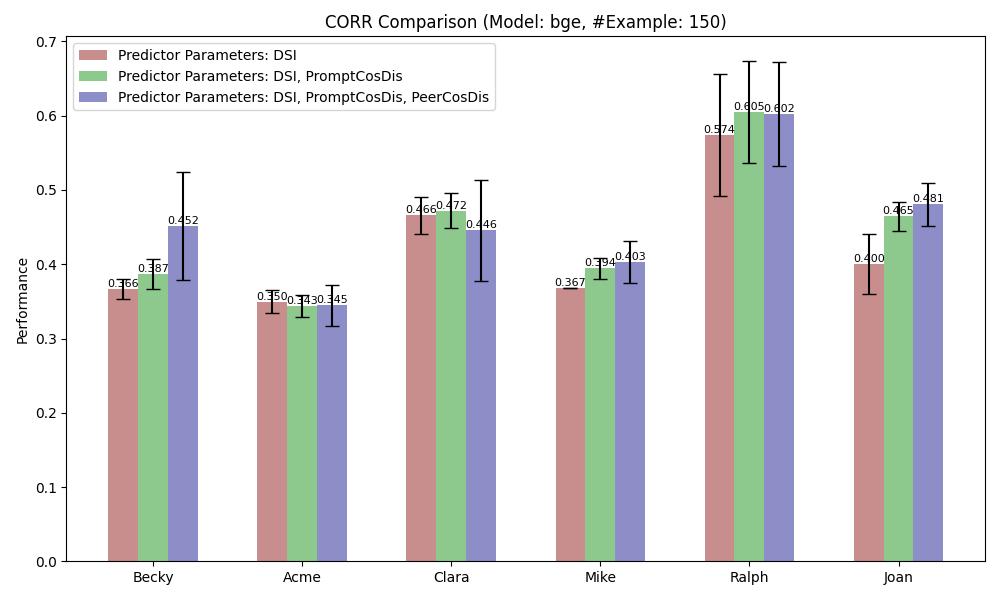 CORR Comparison (Model: bge, #Example: 150)
Predictor Parameters: DSI
Predictor Parameters: DSI, PromptCosDis
Predictor Parameters: DSI, PromptCosDis, PeerCosDis
Performance
0.7
0.6
0.5
0.4
0.3
0.2
0.1
0.0
0.366
0.387
0.452
0.350
0.343
0.345
0.466
0.472
0.446
0.367
0.394
0.403
0.574
0.605
0.602
0.400
0.465
0.481
Becky
Acme
Clara
Mike
Ralph
Joan